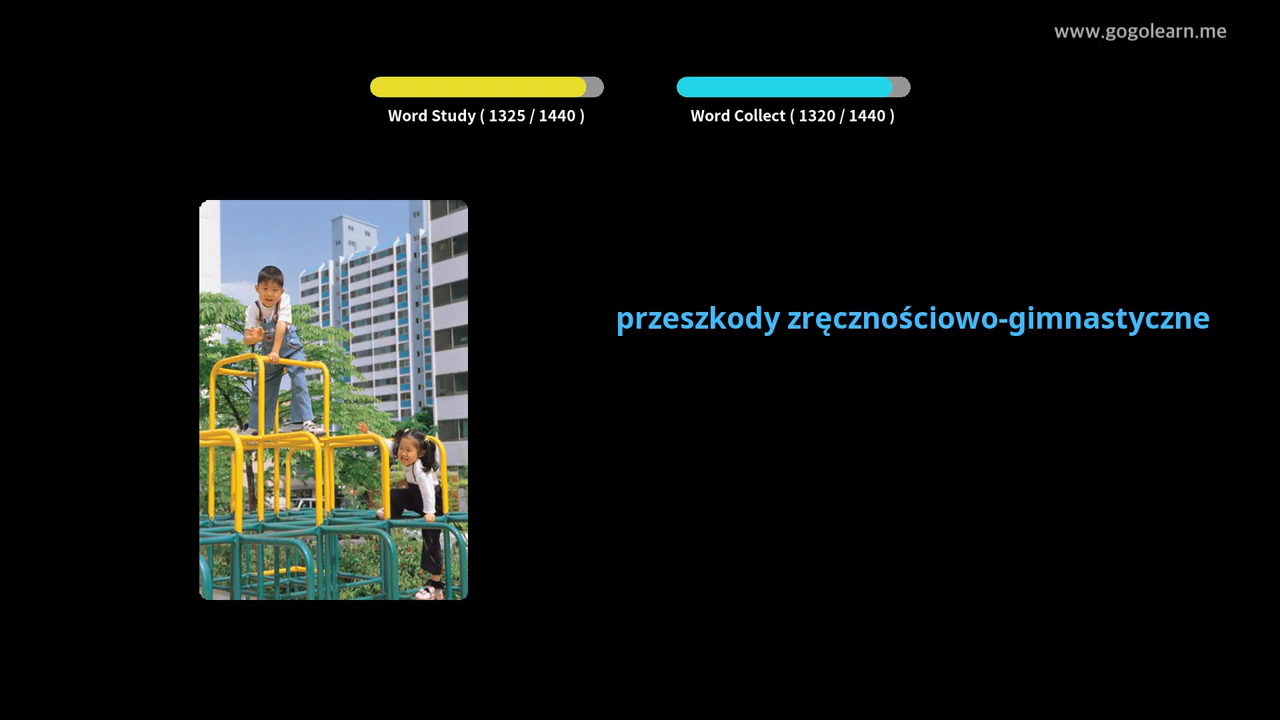 www.gogolearn.me
Word Study ( 1325 / 1440 )
Word Collect ( 1320 / 1440 )
przeszkody zręcznościowo-gimnastyczne